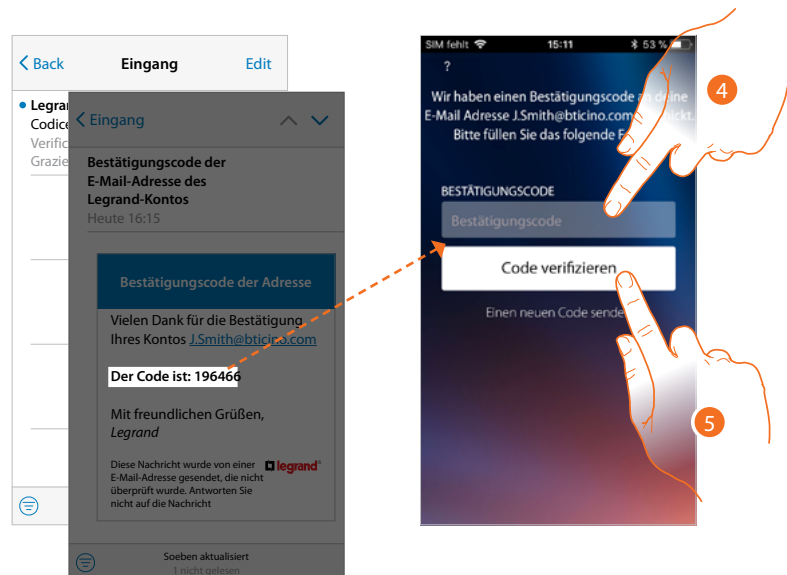 Back Eingang Edit
Legra
Codice
Verific
Grazie
Eingang
Bestätigungscode der
E-Mail-Adresse des
Legrand-Kontos
Heute 16:15
Bestätigungscode der Adresse
Vielen Dank für die Bestätigung
Ihres Kontos J.Smith@bticino.com
Der Code ist: 196466
Mit freundlichen Grüßen,
Legrand
Diese Nachricht wurde von einer
E-Mail-Adresse gesendet, die nicht
überprüft wurde. Antworten Sie
nicht auf die Nachricht
legrand®
Soeben aktualisiert
1 nicht gelesen
SIM fehlt 15:11 53 %
?
Wir haben einen Bestätigungscode an deine
E-Mail Adresse J.Smith@bticino.com ickt.
Bitte füllen Sie das folgende F
BESTÄTIGUNGSCODE
Bestätigungscode
Code verifizieren
Einen neuen Code sende
4
5